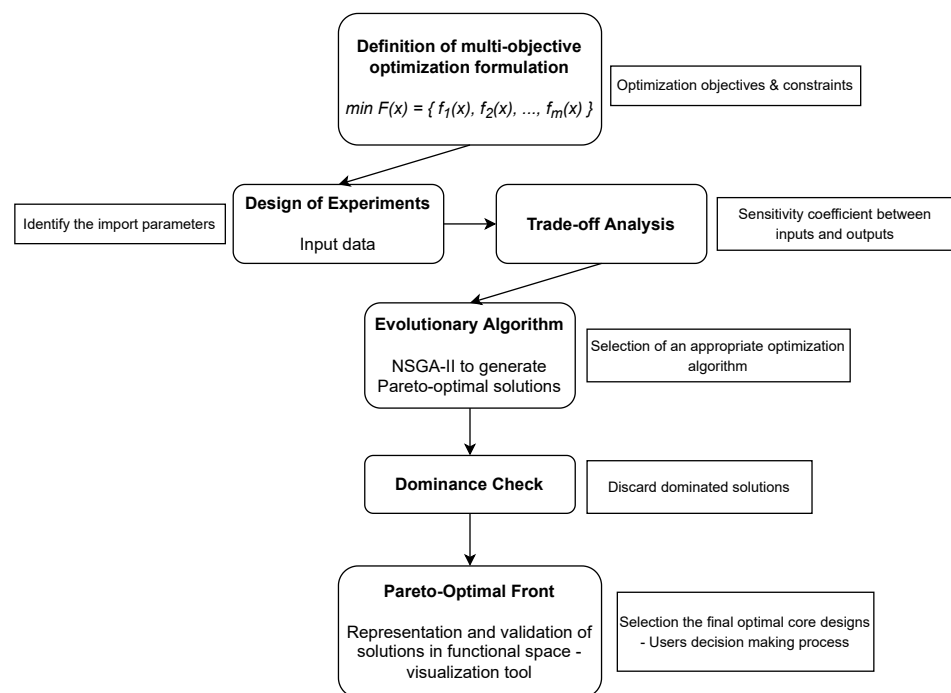 Definition of multi-objective
optimization formulation
min F(x) = { f1(x), f2(x), ..., fm(x) }
Optimization objectives & constraints
Identify the import parameters
Design of Experiments
Input data
Trade-off Analysis
Sensitivity coefficient between
inputs and outputs
Evolutionary Algorithm
NSGA-II to generate
Pareto-optimal solutions
Selection of an appropriate optimization
algorithm
Dominance Check
Discard dominated solutions
Pareto-Optimal Front
Representation and validation of
solutions in functional space -
visualization tool
Selection the final optimal core designs
- Users decision making process